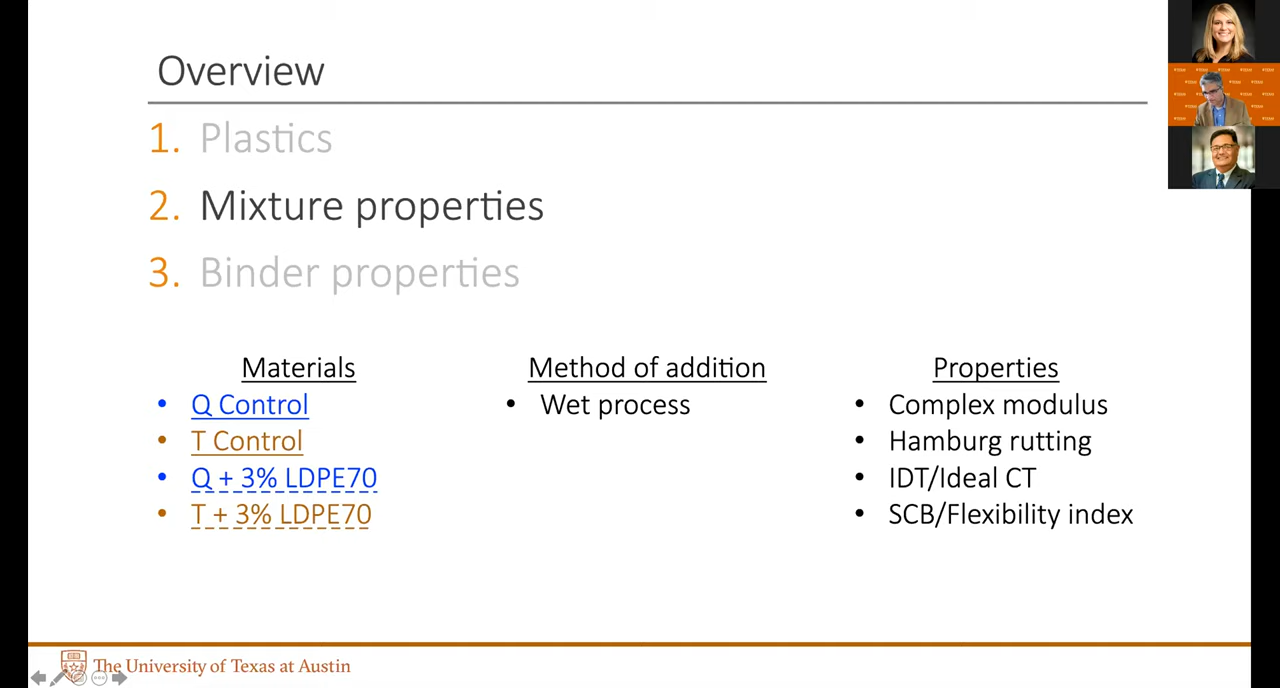 Overview
1. Plastics
2. Mixture properties
3. Binder properties
Materials
• Q Control
• T Control
• Q + 3% LDPE70
• T + 3% LDPE70
Method of addition
• Wet process
Properties
• Complex modulus
• Hamburg rutting
• IDT/Ideal CT
• SCB/Flexibility index
The University of Texas at Austin